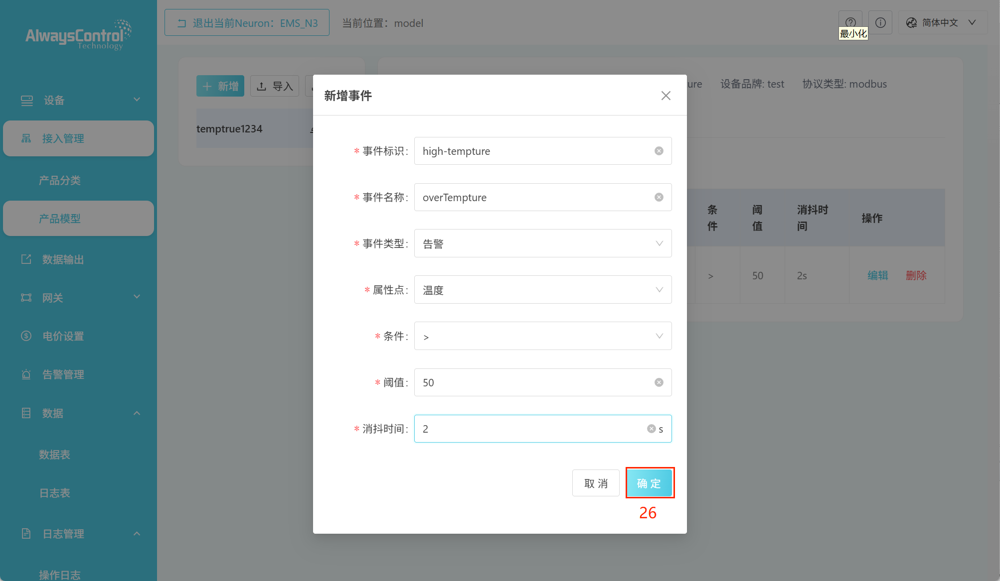 AlwaysControl
Technology
设备
接入管理
产品分类
产品模型
数据输出
网关
电价设置
告警管理
数据
数据表
日志表
日志管理
操作日志
退出当前Neuron：EMS_N3
当前位置：model
最小化
简体中文
新增
导入
temptrue1234
ure
设备品牌: test
协议类型: modbus
条件
阈值
消抖时间
操作
>
50
2s
编辑
删除
新增事件
* 事件标识: high-tempture
* 事件名称: overTempture
* 事件类型: 告警
* 属性点: 温度
* 条件: >
* 阈值: 50
* 消抖时间: 2 s
取 消
确 定
26